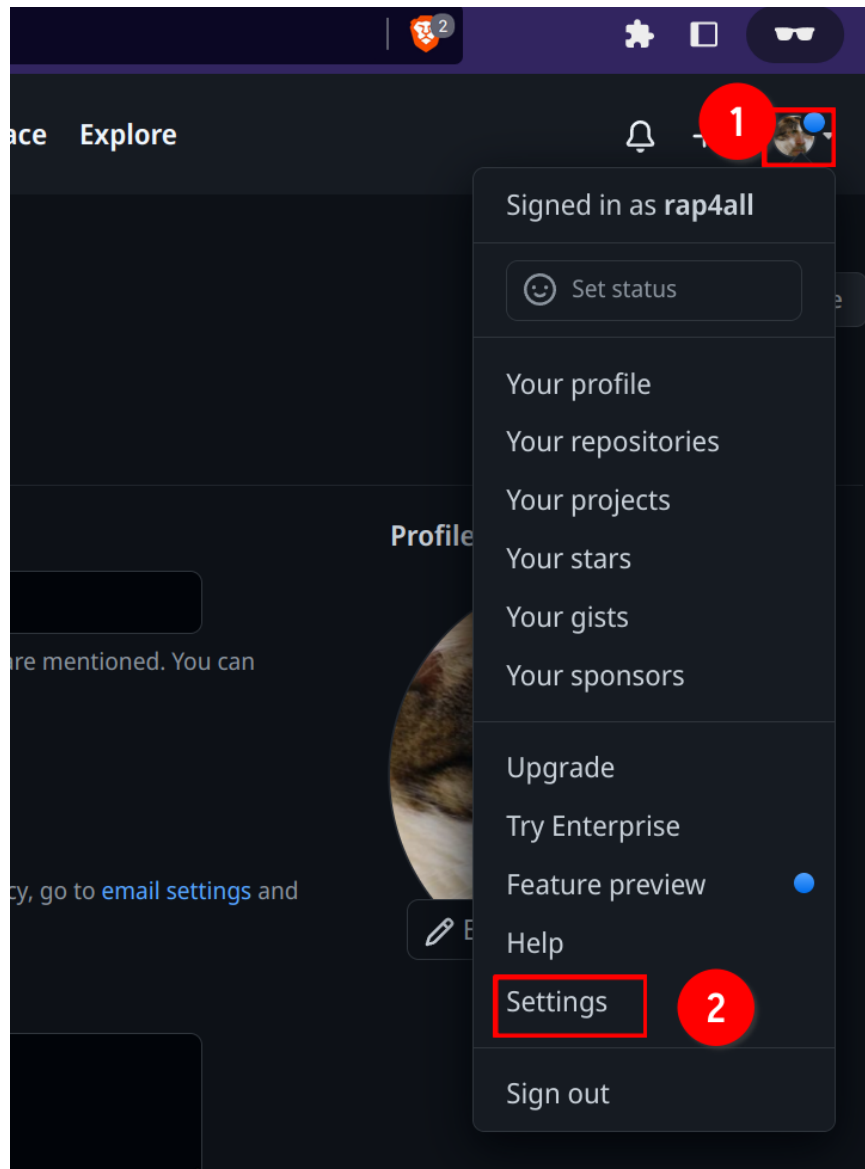 2
ace Explore
1
Signed in as rap4all
Set status
e
Your profile
Your repositories
Your projects
Profile
Your stars
Your gists
are mentioned. You can
Your sponsors
Upgrade
Try Enterprise
cy, go to email settings and
Feature preview
E
Help
Settings
2
Sign out